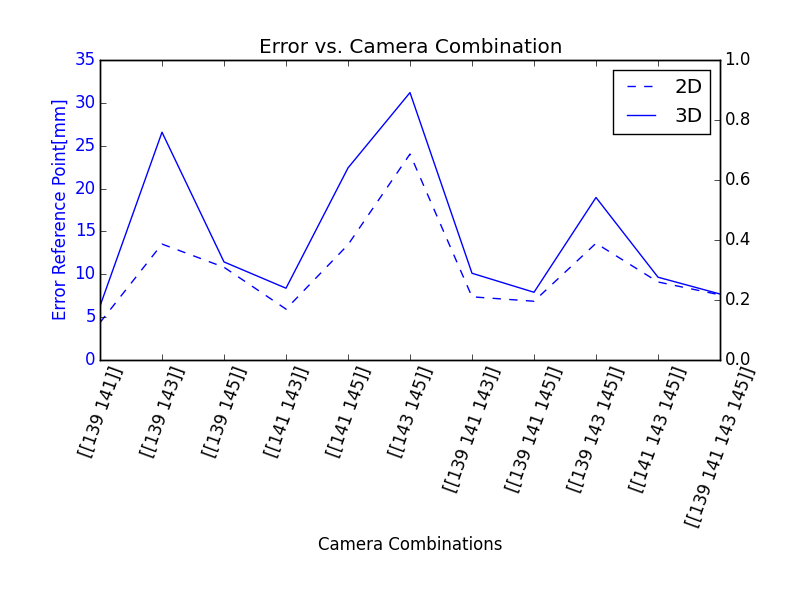 Error vs. Camera Combination
35
30
25
20
15
10
5
0
Error Reference Point[mm]
1.0
0.8
0.6
0.4
0.2
0.0
2D
3D
[[139 141]]
[[139 143]]
[[139 145]]
[[141 143]]
[[141 145]]
[[143 145]]
[[139 141 143]]
[[139 141 145]]
[[139 143 145]]
[[141 143 145]]
[[139 141 143 145]]
Camera Combinations